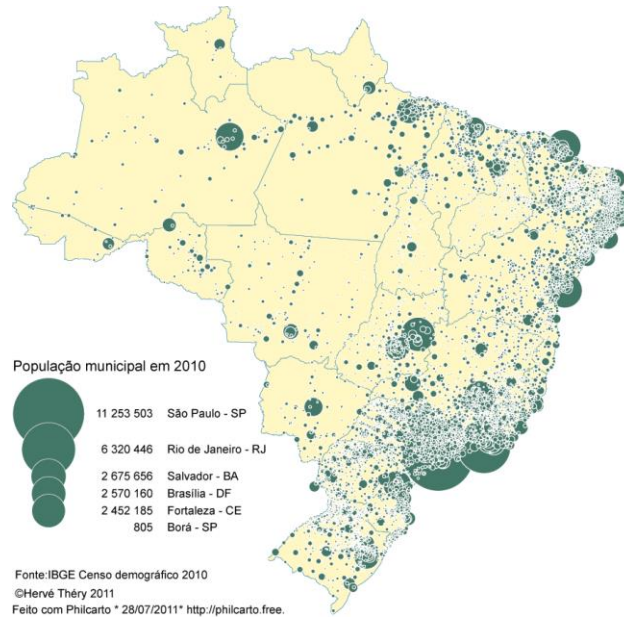 População municipal em 2010
11 253 503 São Paulo - SP
6 320 446 Rio de Janeiro - RJ
2 675 656 Salvador - BA
2 570 160 Brasília - DF
2 452 185 Fortaleza - CE
805 Borá - SP
Fonte:IBGE Censo demográfico 2010
©Hervé Théry 2011
Feito com Philcarto * 28/07/2011* http://philcarto.free.